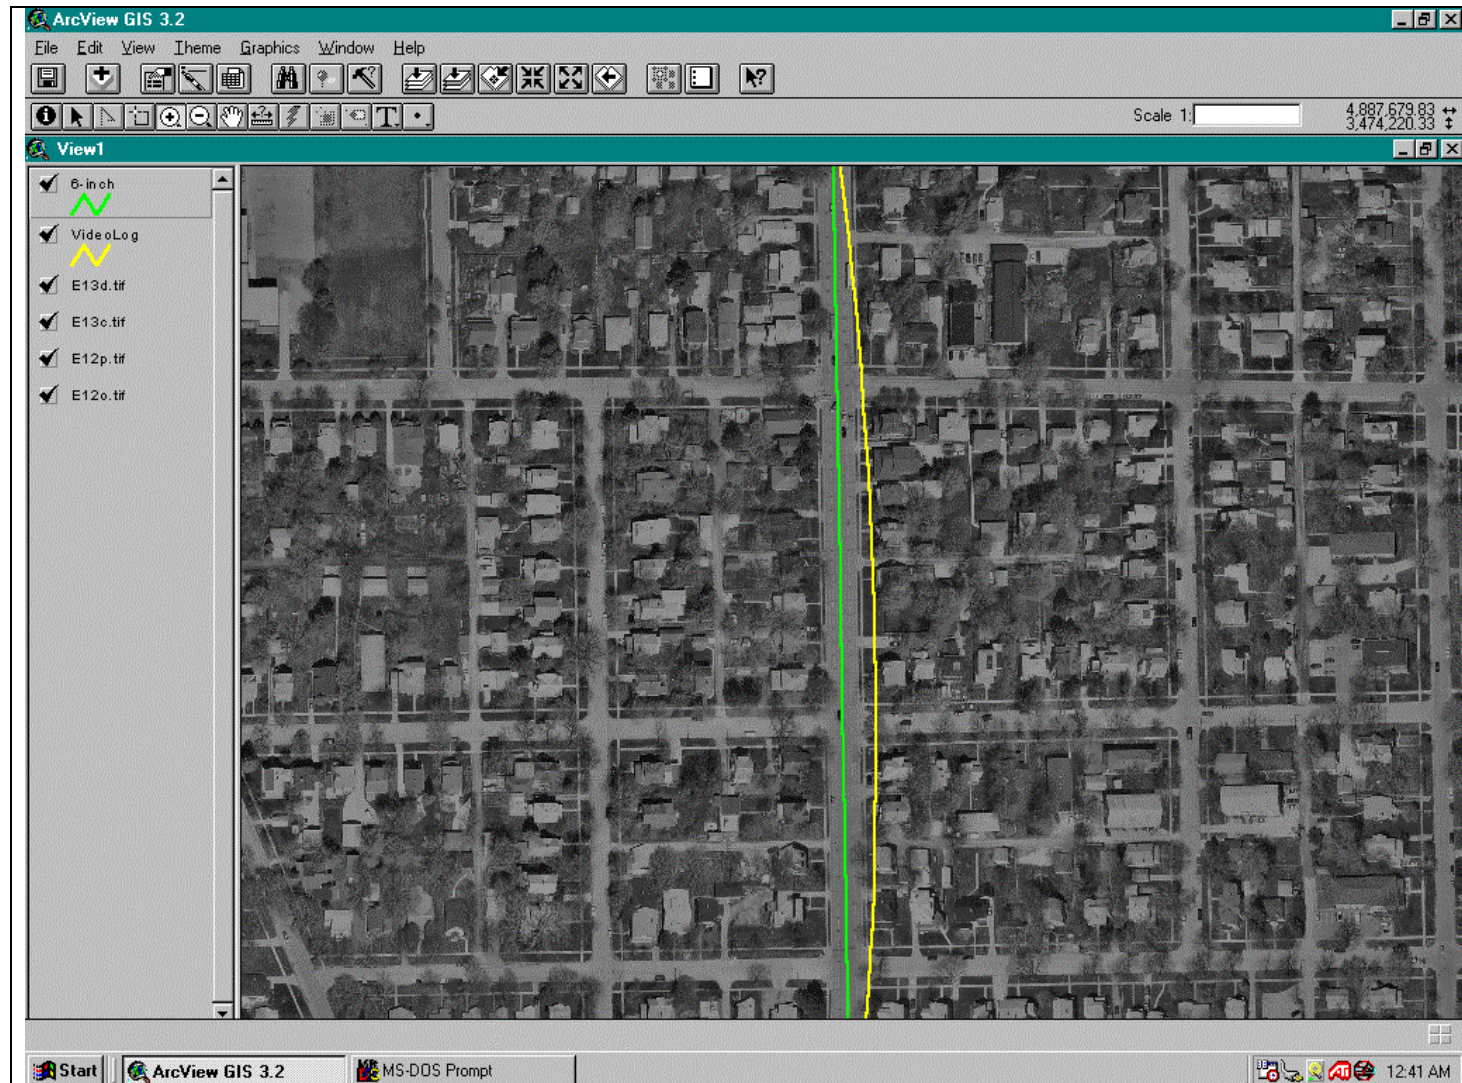 ArcView GIS 3.2
File Edit View Theme Graphics Window Help
Scale 1:
4,887,679.83
3,474,220.33
View1
6-inch
VideoLog
E13d.tif
E13c.tif
E12p.tif
E12o.tif
Start
ArcView GIS 3.2
MS-DOS Prompt
12:41 AM